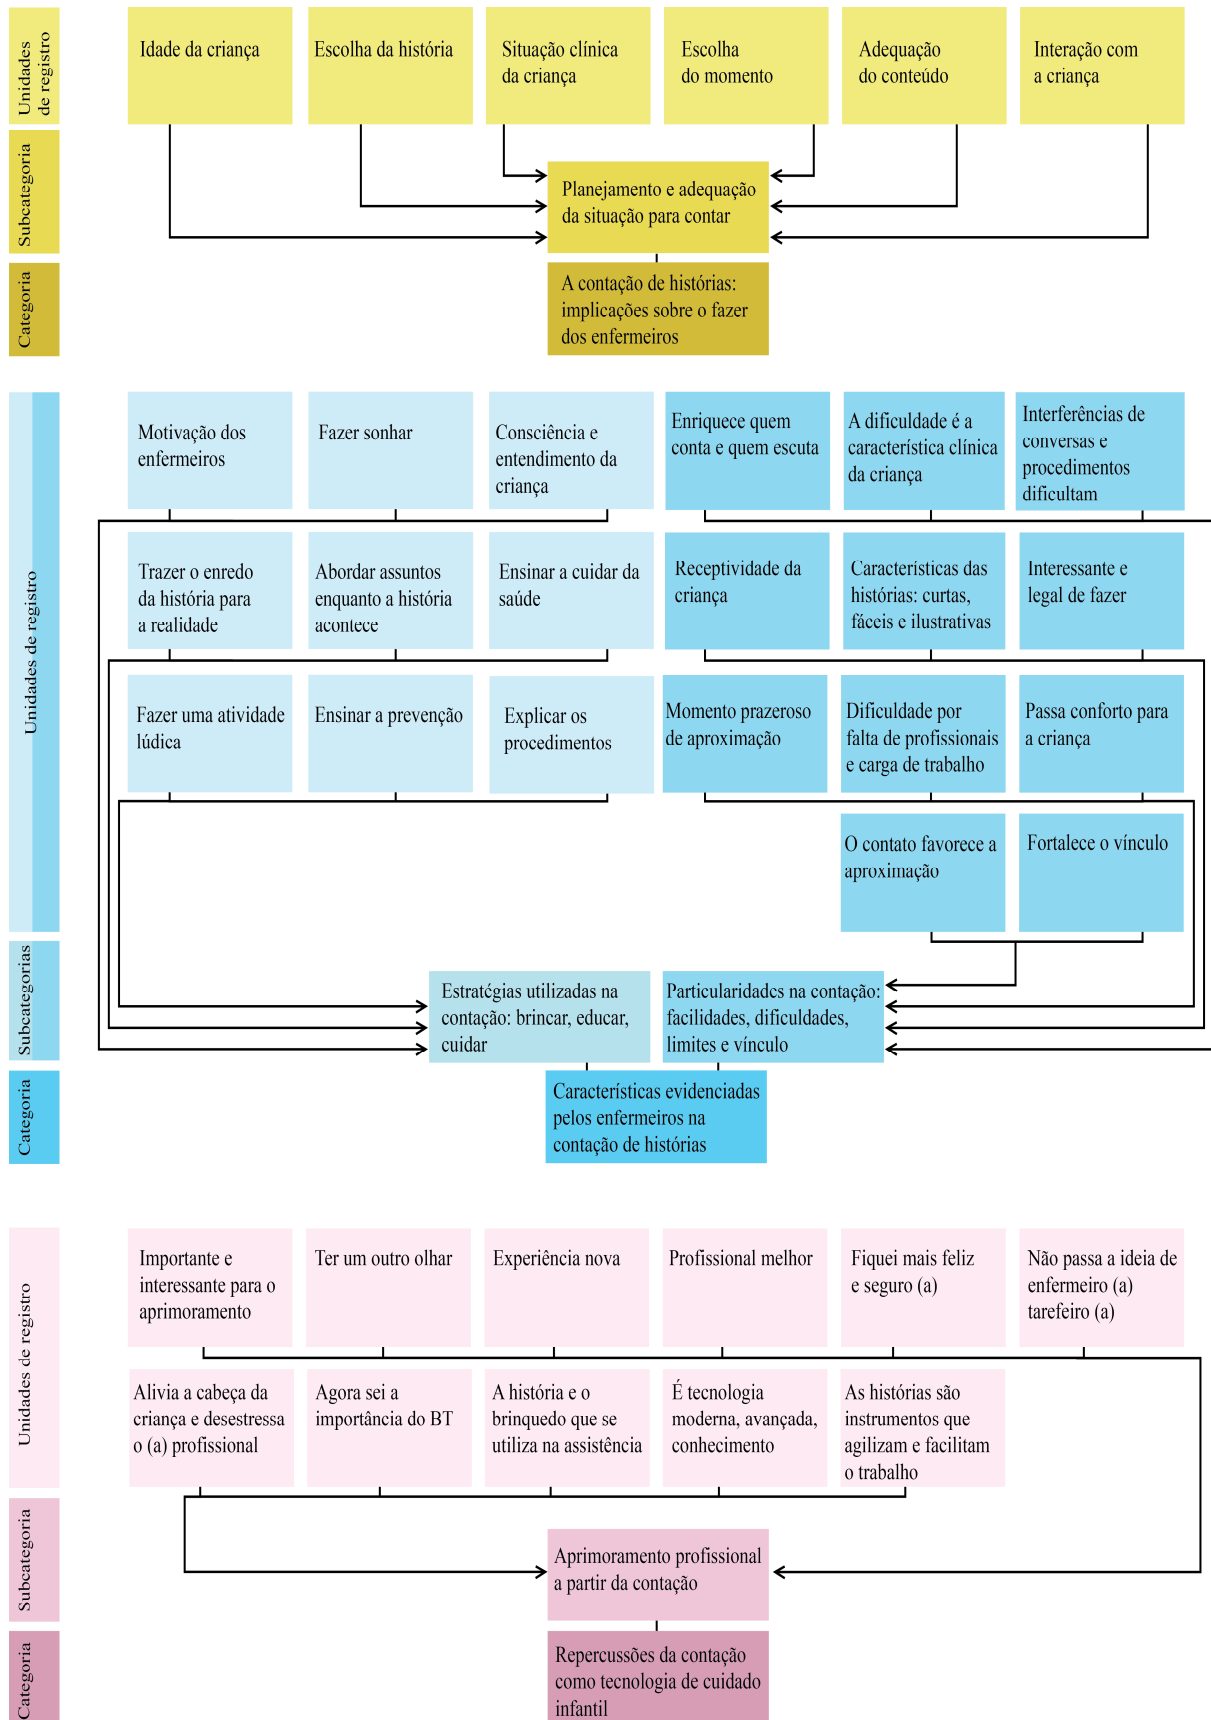 Unidades
de registro
Idade da criança
Escolha da história
Situação clínica
da criança
Escolha
do momento
Adequação
do conteúdo
Interação com
a criança
Subcategoria
Planejamento e adequação
da situação para contar
Categoria
A contação de histórias:
implicações sobre o fazer
dos enfermeiros
Unidades de registro
Motivação dos
enfermeiros
Fazer sonhar
Consciência e
entendimento da
criança
Enriquece quem
conta e quem escuta
A dificuldade é a
característica clínica
da criança
Interferências de
conversas e
procedimentos
dificultam
Trazer o enredo
da história para
a realidade
Abordar assuntos
enquanto a história
acontece
Ensinar a cuidar da
saúde
Receptividade da
criança
Características das
histórias: curtas,
fáceis e ilustrativas
Interessante e
legal de fazer
Fazer uma atividade
lúdica
Ensinar a prevenção
Explicar os
procedimentos
Momento prazeroso
de aproximação
Dificuldade por
falta de profissionais
e carga de trabalho
Passa conforto para
a criança
O contato favorece a
aproximação
Fortalece o vínculo
Subcategorias
Estratégias utilizadas na
contação: brincar, educar,
cuidar
Particularidades na contação:
facilidades, dificuldades,
limites e vínculo
Categoria
Características evidenciadas
pelos enfermeiros na
contação de histórias
Unidades de registro
Importante e
interessante para o
aprimoramento
Ter um outro olhar
Experiência nova
Profissional melhor
Fiquei mais feliz
e seguro (a)
Não passa a ideia de
enfermeiro (a)
tarefeiro (a)
Alivia a cabeça da
criança e desestressa
o (a) profissional
Agora sei a
importância do BT
A história e o
brinquedo que se
utiliza na assistência
É tecnologia
moderna, avançada,
conhecimento
As histórias são
instrumentos que
agilizam e facilitam
o trabalho
Subcategoria
Aprimoramento profissional
a partir da contação
Categoria
Repercussões da contação
como tecnologia de cuidado
infantil